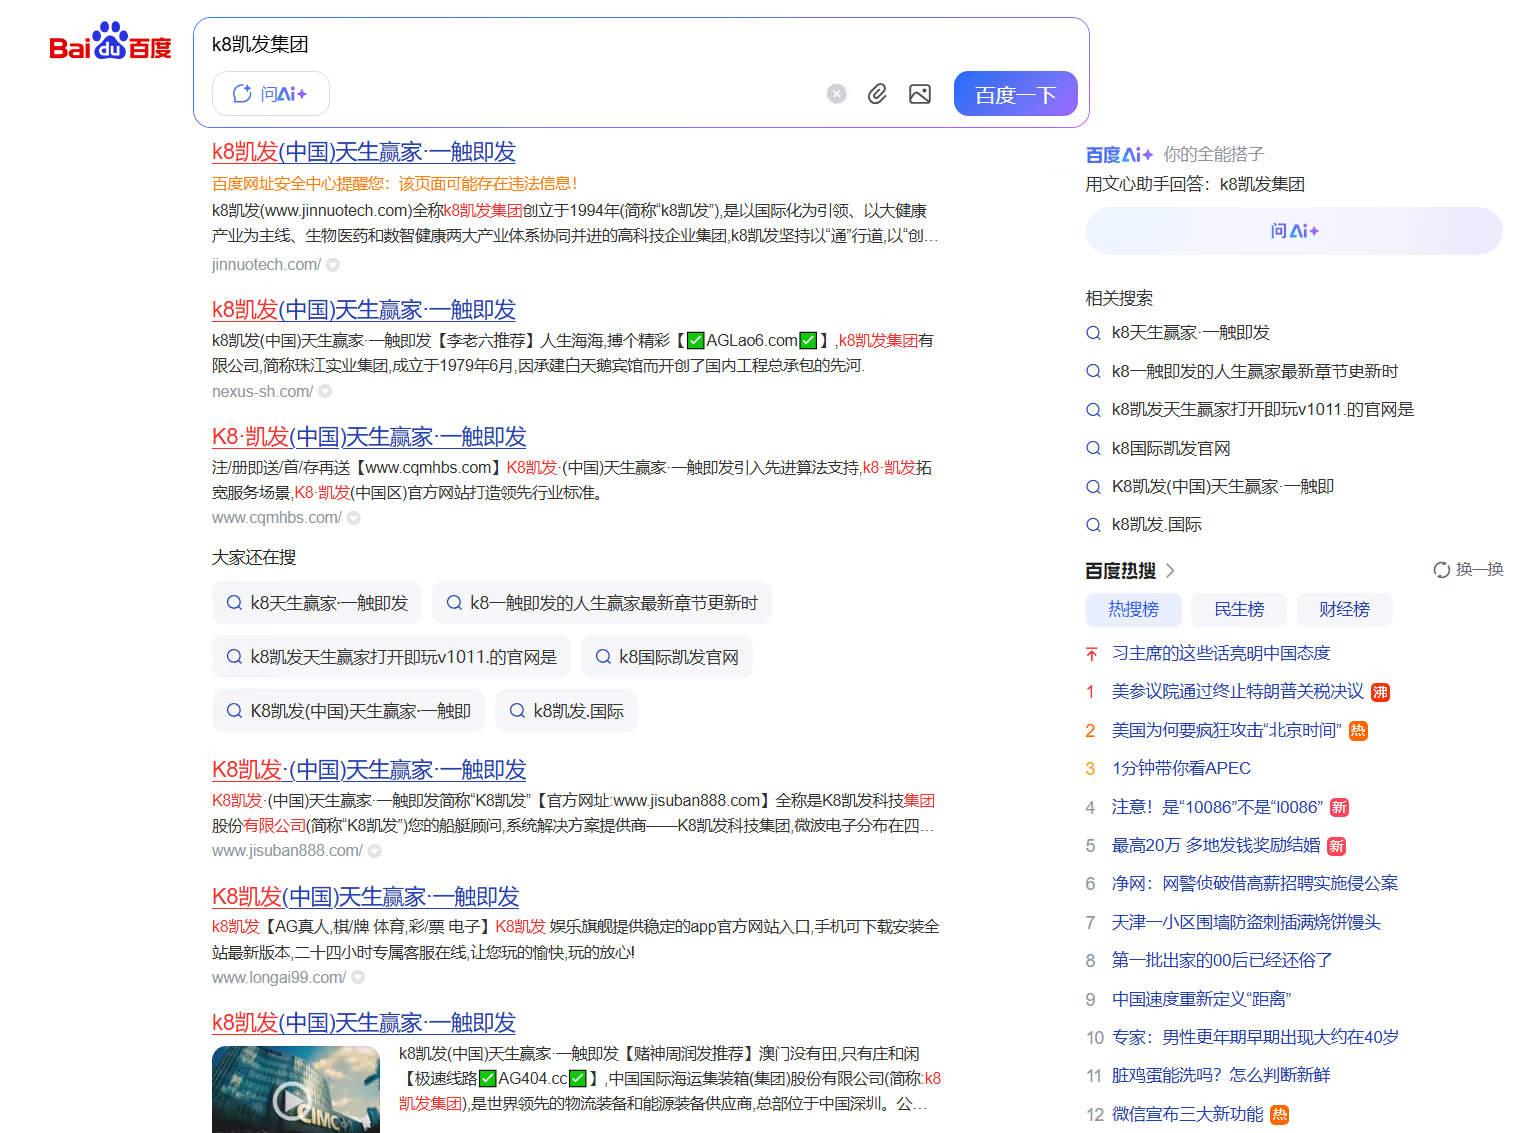 Baidu百度
k8凯发集团
问Ai+
百度一下
k8凯发(中国)天生赢家·一触即发
百度网址安全中心提醒您：该页面可能存在违法信息！
k8凯发(www.jinnuotech.com)全称k8凯发集团创立于1994年(简称“k8凯发”),是以国际化为引领、以大健康
产业为主线、生物医药和数智健康两大产业体系协同并进的高科技企业集团,k8凯发坚持以“通”行道,以“创...
jinnuotech.com/
k8凯发(中国)天生赢家·一触即发
k8凯发(中国)天生赢家·一触即发【李老六推荐】人生海海,搏个精彩【✅AGLao6.com✅】,k8凯发集团有
限公司,简称珠江实业集团,成立于1979年6月,因承建白天鹅宾馆而开创了国内工程总承包的先河.
nexus-sh.com/
K8·凯发(中国)天生赢家·一触即发
注/册即送/首/存再送【www.cqmhbs.com】K8凯发·(中国)天生赢家·一触即发引入先进算法支持,k8·凯发拓
宽服务场景,K8·凯发(中国区)官方网站打造领先行业标准。
www.cqmhbs.com/
大家还在搜
k8天生赢家·一触即发
k8一触即发的人生赢家最新章节更新时
k8凯发天生赢家打开即玩v1011.的官网是
k8国际凯发官网
K8凯发(中国)天生赢家·一触即
k8凯发.国际
K8凯发·(中国)天生赢家·一触即发
K8凯发·(中国)天生赢家·一触即发简称“K8凯发”【官方网址:www.jisuban888.com】全称是K8凯发科技集团
股份有限公司(简称“K8凯发”)您的船艇顾问,系统解决方案提供商——K8凯发科技集团,微波电子分布在四...
www.jisuban888.com/
K8凯发(中国)天生赢家·一触即发
k8凯发【AG真人,棋/牌 体育,彩/票 电子】K8凯发 娱乐旗舰提供稳定的app官方网站入口,手机可下载安装全
站最新版本,二十四小时专属客服在线,让您玩的愉快,玩的放心!
www.longai99.com/
k8凯发(中国)天生赢家·一触即发
CIMC
k8凯发(中国)天生赢家·一触即发【赌神周润发推荐】澳门没有田,只有庄和闲
【极速线路✅AG404.cc✅】,中国国际海运集装箱(集团)股份有限公司(简称:k8
凯发集团),是世界领先的物流装备和能源装备供应商,总部位于中国深圳。公...
百度Ai+ 你的全能搭子
用文心助手回答：k8凯发集团
问Ai+
相关搜索
k8天生赢家·一触即发
k8一触即发的人生赢家最新章节更新时
k8凯发天生赢家打开即玩v1011.的官网是
k8国际凯发官网
K8凯发(中国)天生赢家·一触即
k8凯发.国际
百度热搜 换一换
热搜榜 民生榜 财经榜
习主席的这些话亮明中国态度
1 美参议院通过终止特朗普关税决议 沸
2 美国为何要疯狂攻击“北京时间” 热
3 1分钟带你看APEC
4 注意！是“10086”不是“I0086” 新
5 最高20万 多地发钱奖励结婚 新
6 净网：网警侦破借高薪招聘实施侵公案
7 天津一小区围墙防盗刺插满烧饼馒头
8 第一批出家的00后已经还俗了
9 中国速度重新定义“距离”
10 专家：男性更年期早期出现大约在40岁
11 脏鸡蛋能洗吗？怎么判断新鲜
12 微信宣布三大新功能 热